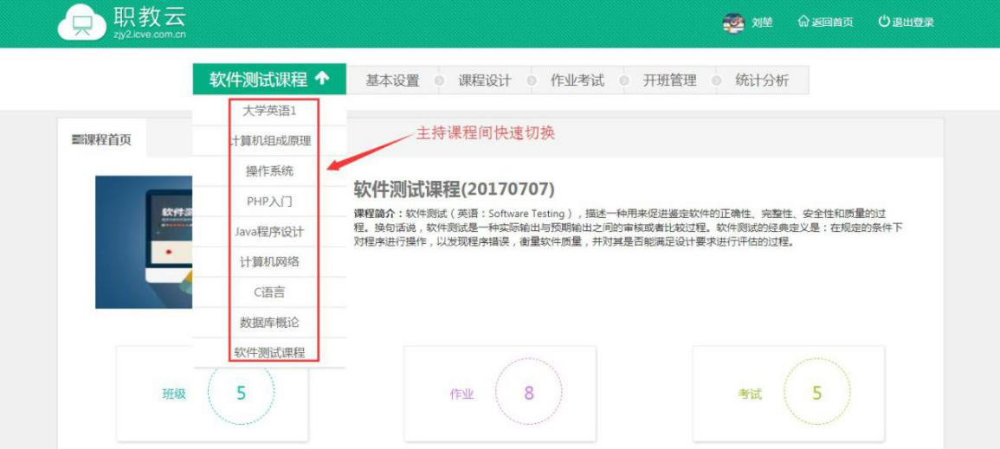 职教云
zjy2.icve.com.cn
刘堃 返回首页 退出登录
软件测试课程 基本设置 课程设计 作业考试 开班管理 统计分析
大学英语1
计算机组成原理
操作系统
PHP入门
Java程序设计
计算机网络
C语言
数据库概论
软件测试课程
主持课程间快速切换
课程首页
软件测
软件测试课程(20170707)
课程简介：软件测试（英语：Software Testing），描述一种用来促进鉴定软件的正确性、完整性、安全性和质量的过
程。换句话说，软件测试是一种实际输出与预期输出之间的审核或者比较过程。软件测试的经典定义是：在规定的条件下
对程序进行操作，以发现程序错误，衡量软件质量，并对其是否能满足设计要求进行评估的过程。
班级 5
作业 8
考试 5